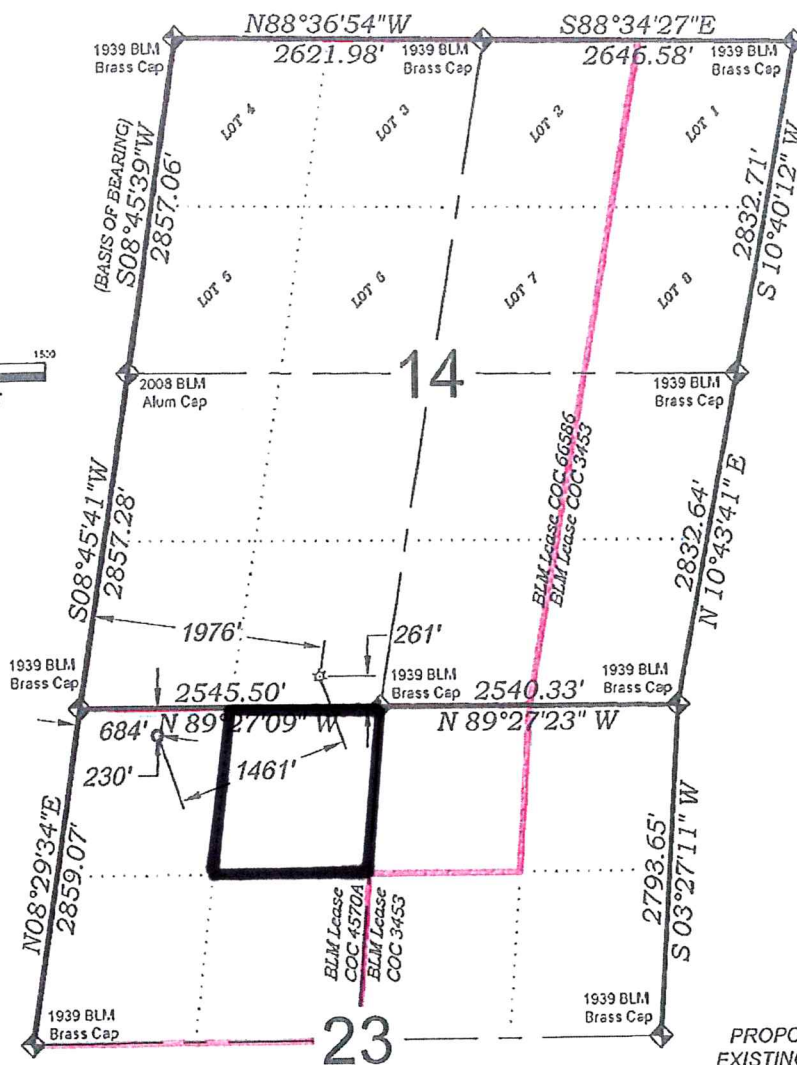 N88°36'54"W
S88°34'27"E
1939 BLM
Brass Cap
2621.98'
1939 BLM
Brass Cap
2646.58'
1939 BLM
Brass Cap
LOT 4
LOT 3
LOT 2
LOT 1
(BASIS OF BEARING)
S08°45'39"W
2857.06'
2832.71'
S 10°40'12" W
LOT 5
LOT 6
LOT 7
LOT 8
1500
14
2008 BLM
Alum Cap
1939 BLM
Brass Cap
BLM Lease COC 66586
BLM Lease COC 3453
S08°45'41"W
2857.28'
2832.64'
N 10°43'41" E
1976'
261'
1939 BLM
Brass Cap
2545.50'
1939 BLM
Brass Cap
2540.33'
1939 BLM
Brass Cap
N 89°27'09" W
N 89°27'23" W
684'
230'
1461'
N08°29'34"E
2859.07'
2793.65'
S 03°27'11" W
BLM Lease
COC 4570A
BLM Lease
COC 3453
1939 BLM
Brass Cap
1939 BLM
Brass Cap
23
PROPO
EXISTING